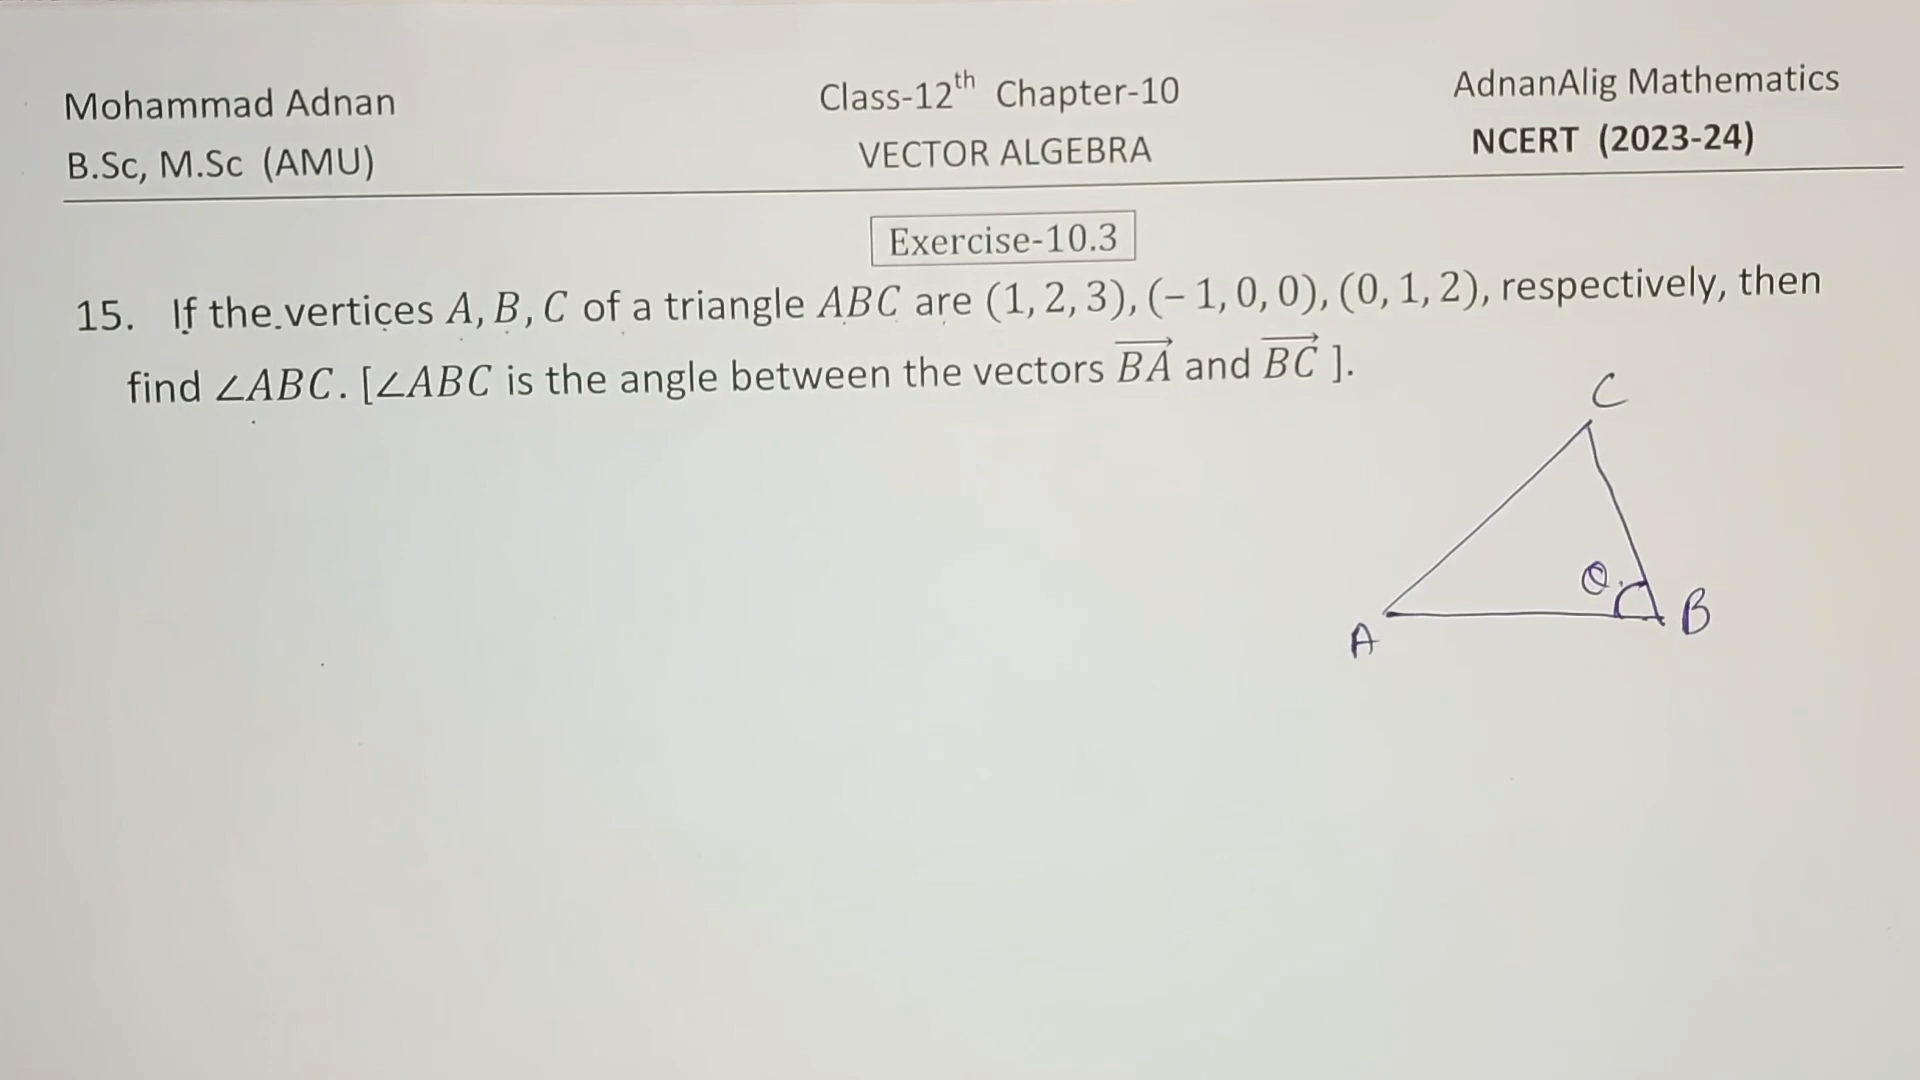 Mohammad Adnan
B.Sc, M.Sc (AMU)
Class-12th Chapter-10
VECTOR ALGEBRA
AdnanAlig Mathematics
NCERT (2023-24)
Exercise-10.3
15. If the vertices A, B, C of a triangle ABC are (1, 2, 3), (– 1, 0, 0), (0, 1, 2), respectively, then
find ∠ABC. [∠ABC is the angle between the vectors \overrightarrow{BA} and \overrightarrow{BC} ].
C
θ
B
A